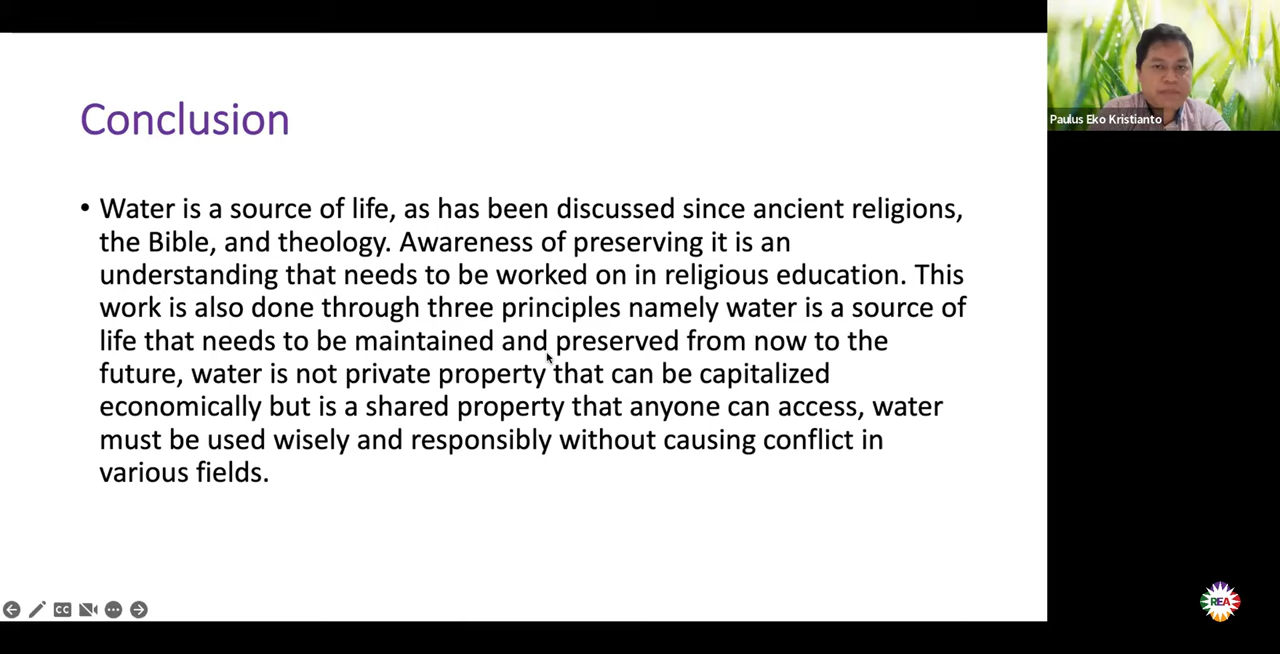 Conclusion
• Water is a source of life, as has been discussed since ancient religions,
the Bible, and theology. Awareness of preserving it is an
understanding that needs to be worked on in religious education. This
work is also done through three principles namely water is a source of
life that needs to be maintained and preserved from now to the
future, water is not private property that can be capitalized
economically but is a shared property that anyone can access, water
must be used wisely and responsibly without causing conflict in
various fields.
Paulus Eko Kristianto
CC
REA